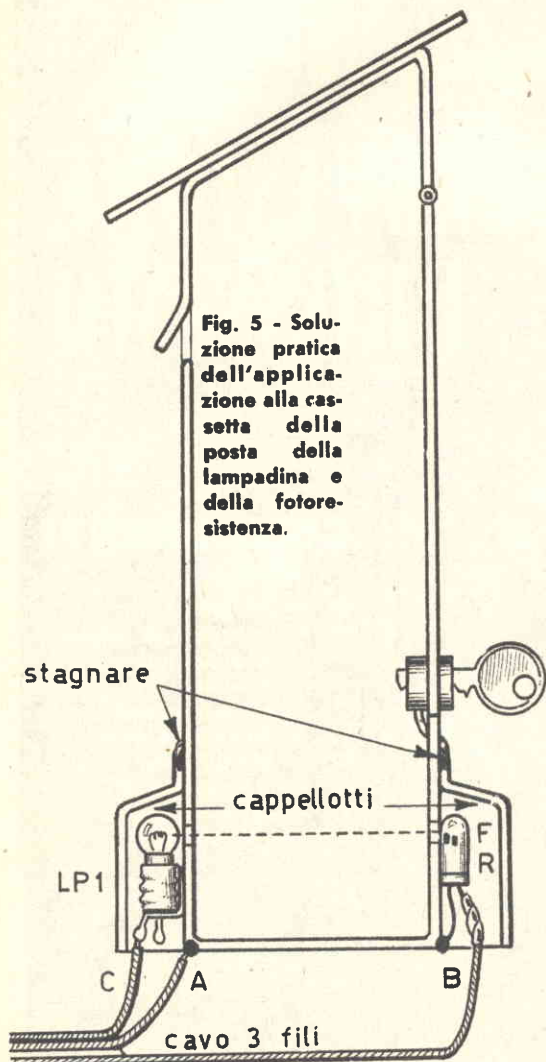 Fig. 5 - Solu-
zione pratica
dell'applica-
zione alla cas-
setta della
posta della
lampadina e
della fotore-
sistenza.
stagnare
cappellotti
LP1
F
R
C
A
B
cavo 3 fili